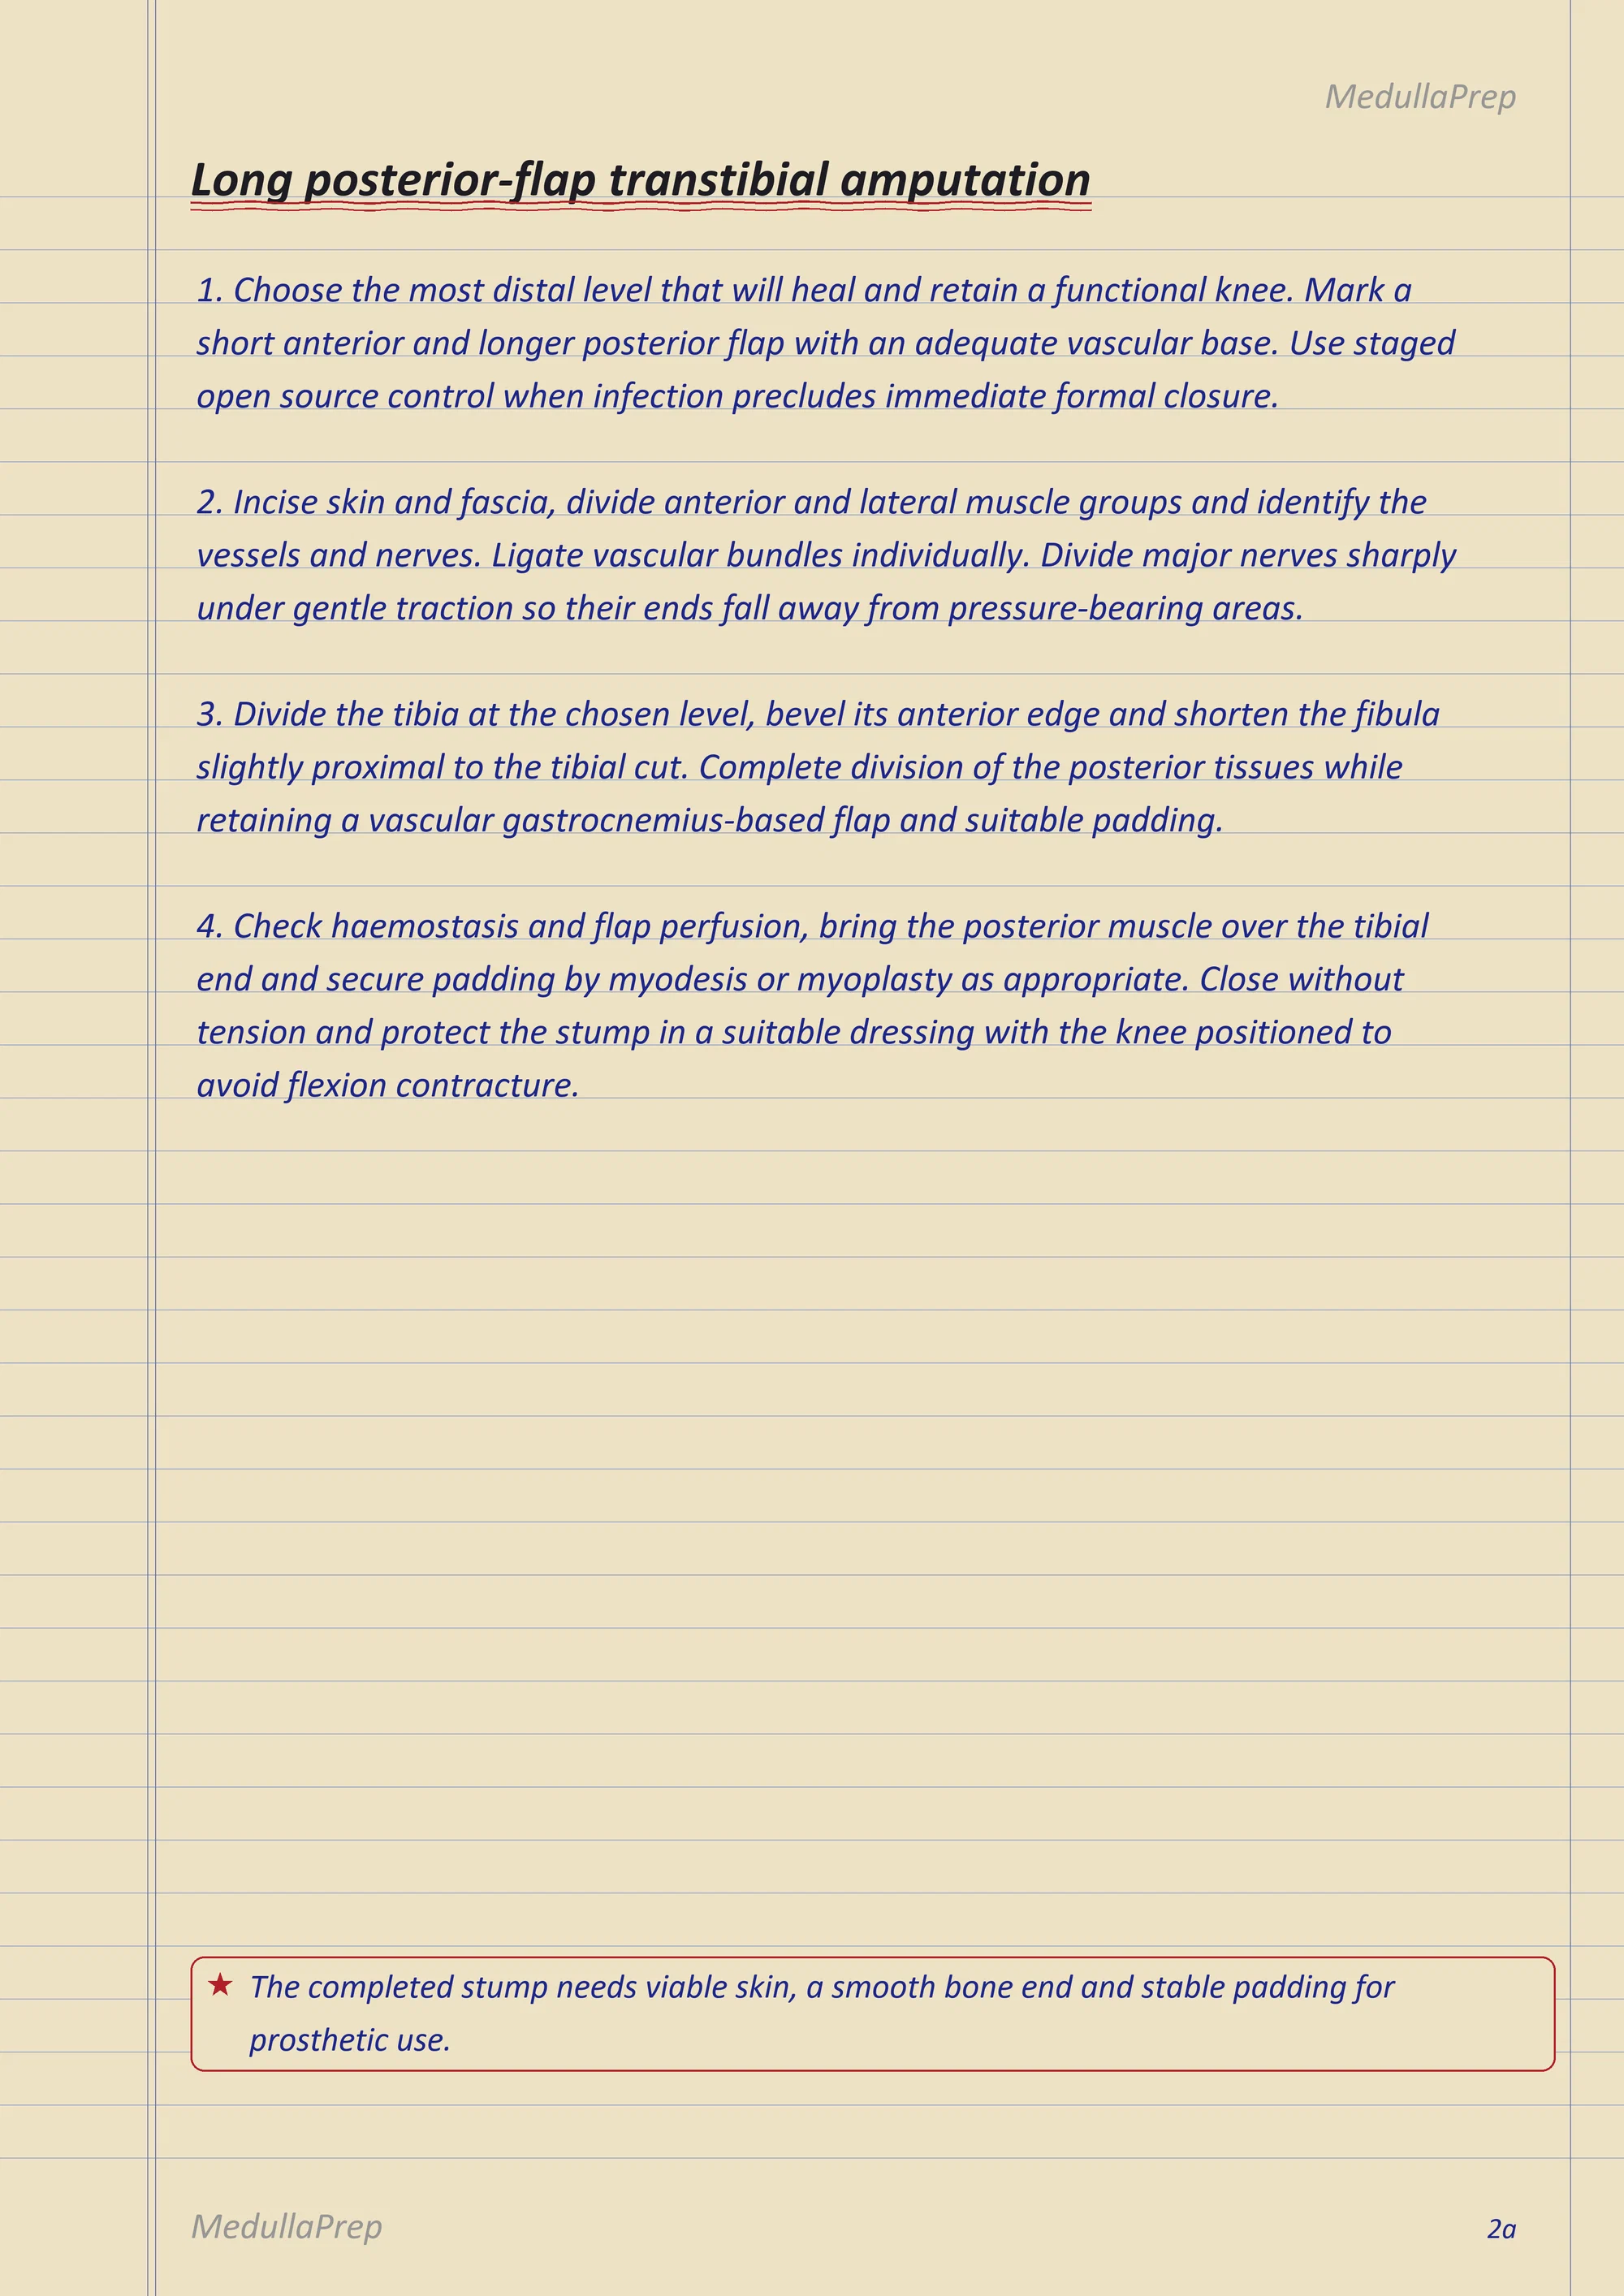 MedullaPrep
Long posterior-flap transtibial amputation
1. Choose the most distal level that will heal and retain a functional knee. Mark a
short anterior and longer posterior flap with an adequate vascular base. Use staged
open source control when infection precludes immediate formal closure.
2. Incise skin and fascia, divide anterior and lateral muscle groups and identify the
vessels and nerves. Ligate vascular bundles individually. Divide major nerves sharply
under gentle traction so their ends fall away from pressure-bearing areas.
3. Divide the tibia at the chosen level, bevel its anterior edge and shorten the fibula
slightly proximal to the tibial cut. Complete division of the posterior tissues while
retaining a vascular gastrocnemius-based flap and suitable padding.
4. Check haemostasis and flap perfusion, bring the posterior muscle over the tibial
end and secure padding by myodesis or myoplasty as appropriate. Close without
tension and protect the stump in a suitable dressing with the knee positioned to
avoid flexion contracture.
★ The completed stump needs viable skin, a smooth bone end and stable padding for
prosthetic use.
MedullaPrep
2a